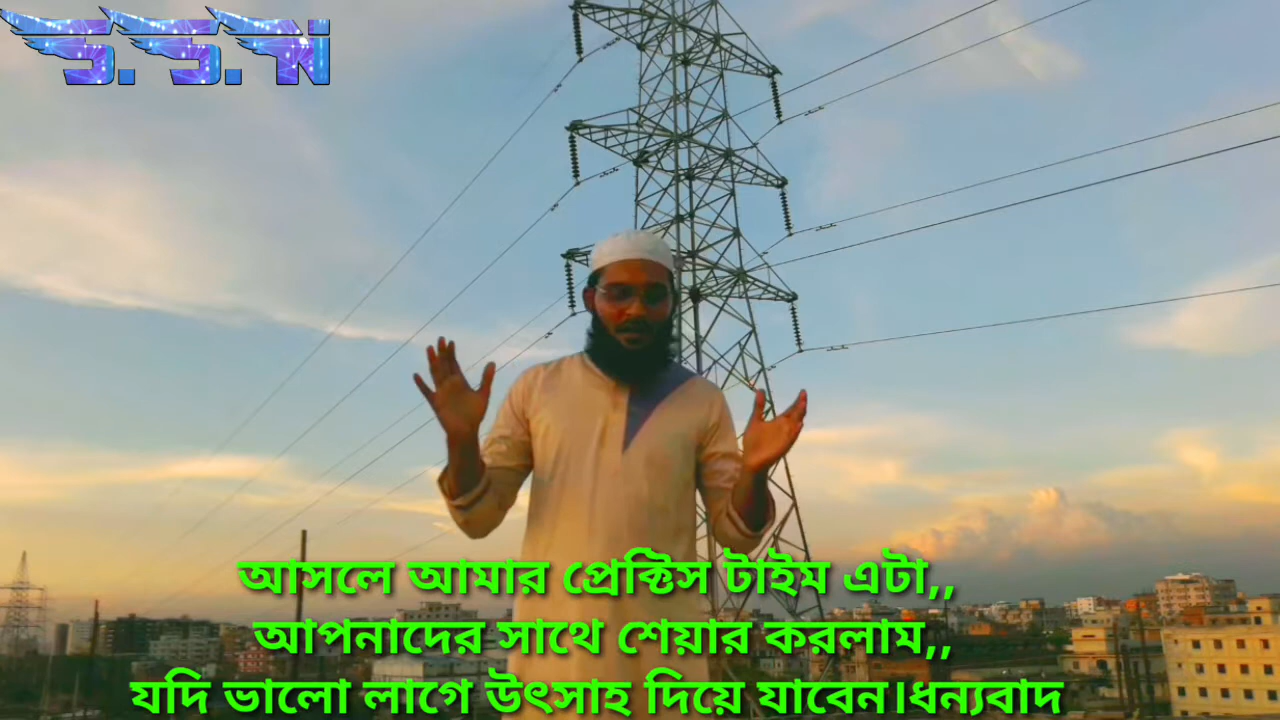 S.S.N
আসলে আমার প্রেক্টিস টাইম এটা,,
আপনাদের সাথে শেয়ার করলাম,,
যদি ভালো লাগে উৎসাহ দিয়ে যাবেন।ধন্যবাদ